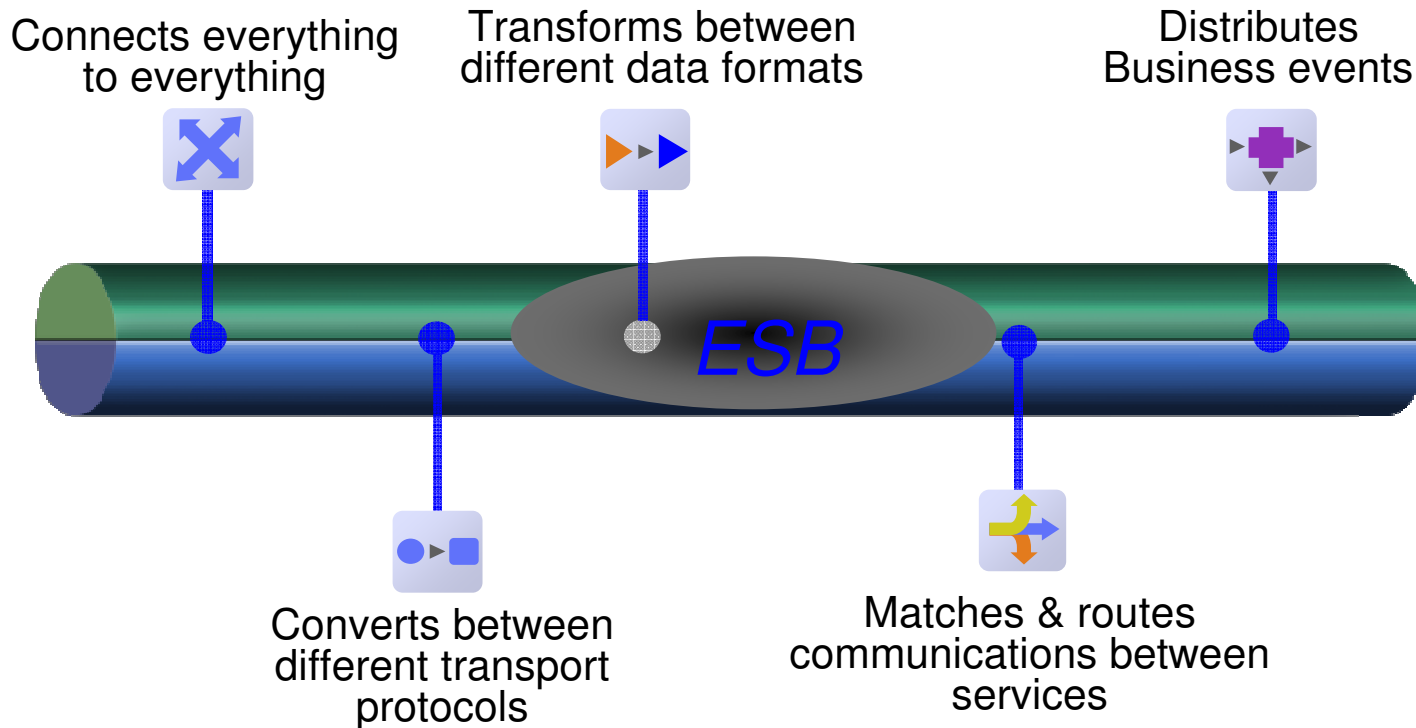 Connects everything
to everything
Transforms between
different data formats
Distributes
Business events
ESB
Converts between
different transport
protocols
Matches & routes
communications between
services